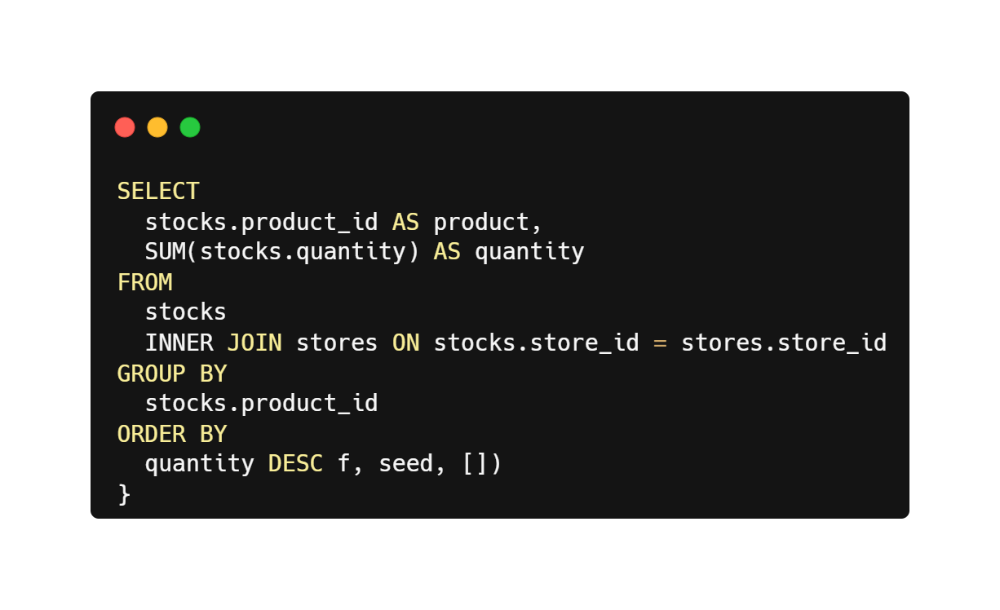 SELECT
  stocks.product_id AS product,
  SUM(stocks.quantity) AS quantity
FROM
  stocks
  INNER JOIN stores ON stocks.store_id = stores.store_id
GROUP BY
  stocks.product_id
ORDER BY
  quantity DESC f, seed, [])
}